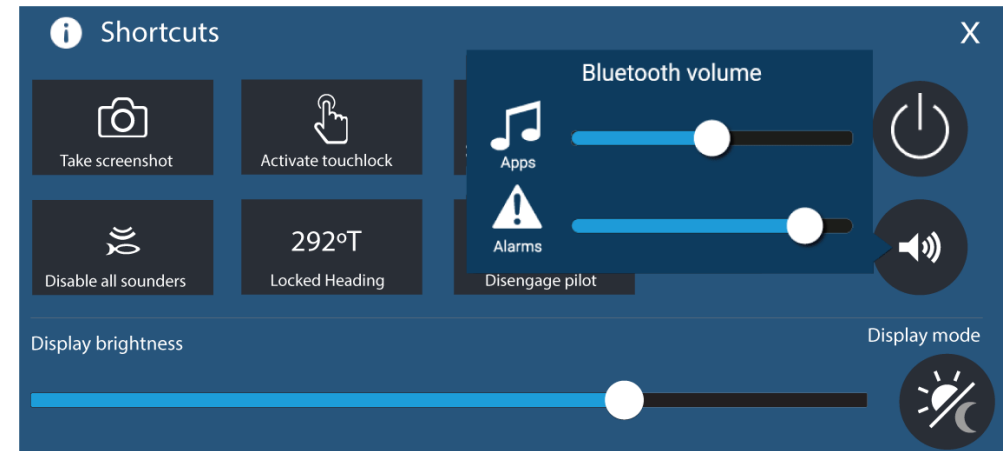 Shortcuts
X
Bluetooth volume
Apps
Alarms
Take screenshot
Activate touchlock
Disable all sounders
292ºT
Locked Heading
Disengage pilot
Display brightness
Display mode